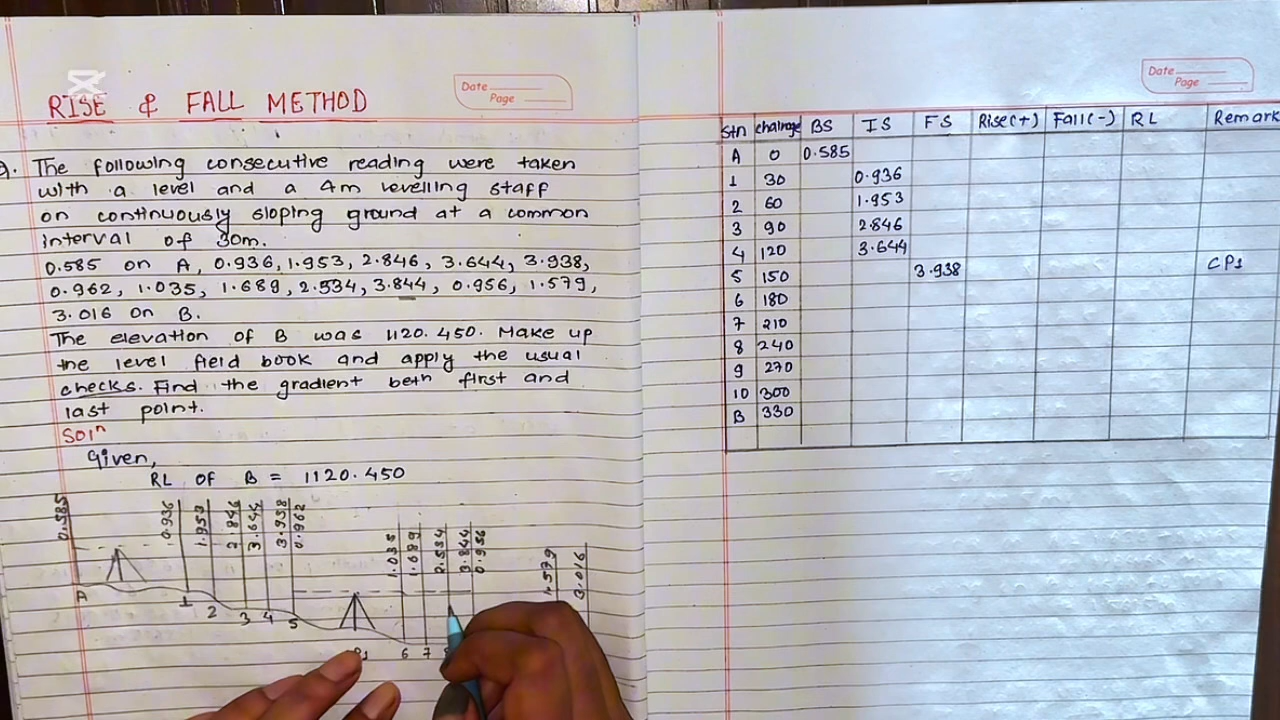 RISE & FALL METHOD
Date
Page
Q. The following consecutive reading were taken
with a level and a 4m levelling staff
on continuously sloping ground at a common
interval of 30m.
0.585 on A, 0.936, 1.953, 2.846, 3.644, 3.938,
0.962, 1.035, 1.689, 2.534, 3.844, 0.956, 1.579,
3.016 on B.
The elevation of B was 1120.450. Make up
the level field book and apply the usual
checks. Find the gradient betn first and
last point.
Soln
Given,
RL OF B = 1120.450
0.585 0.936 1.953 2.846 3.644 3.938 0.962 1.035 1.689 2.534 3.844 0.956 1.579 3.016
A 1 2 3 4 5 6 7
Date
Page
Stn chainage BS IS FS Rise(+) Fall(-) RL Remark
A 0 0.585
1 30 0.936
2 60 1.953
3 90 2.846
4 120 3.644
5 150 3.938 CP1
6 180
7 210
8 240
9 270
10 300
B 330